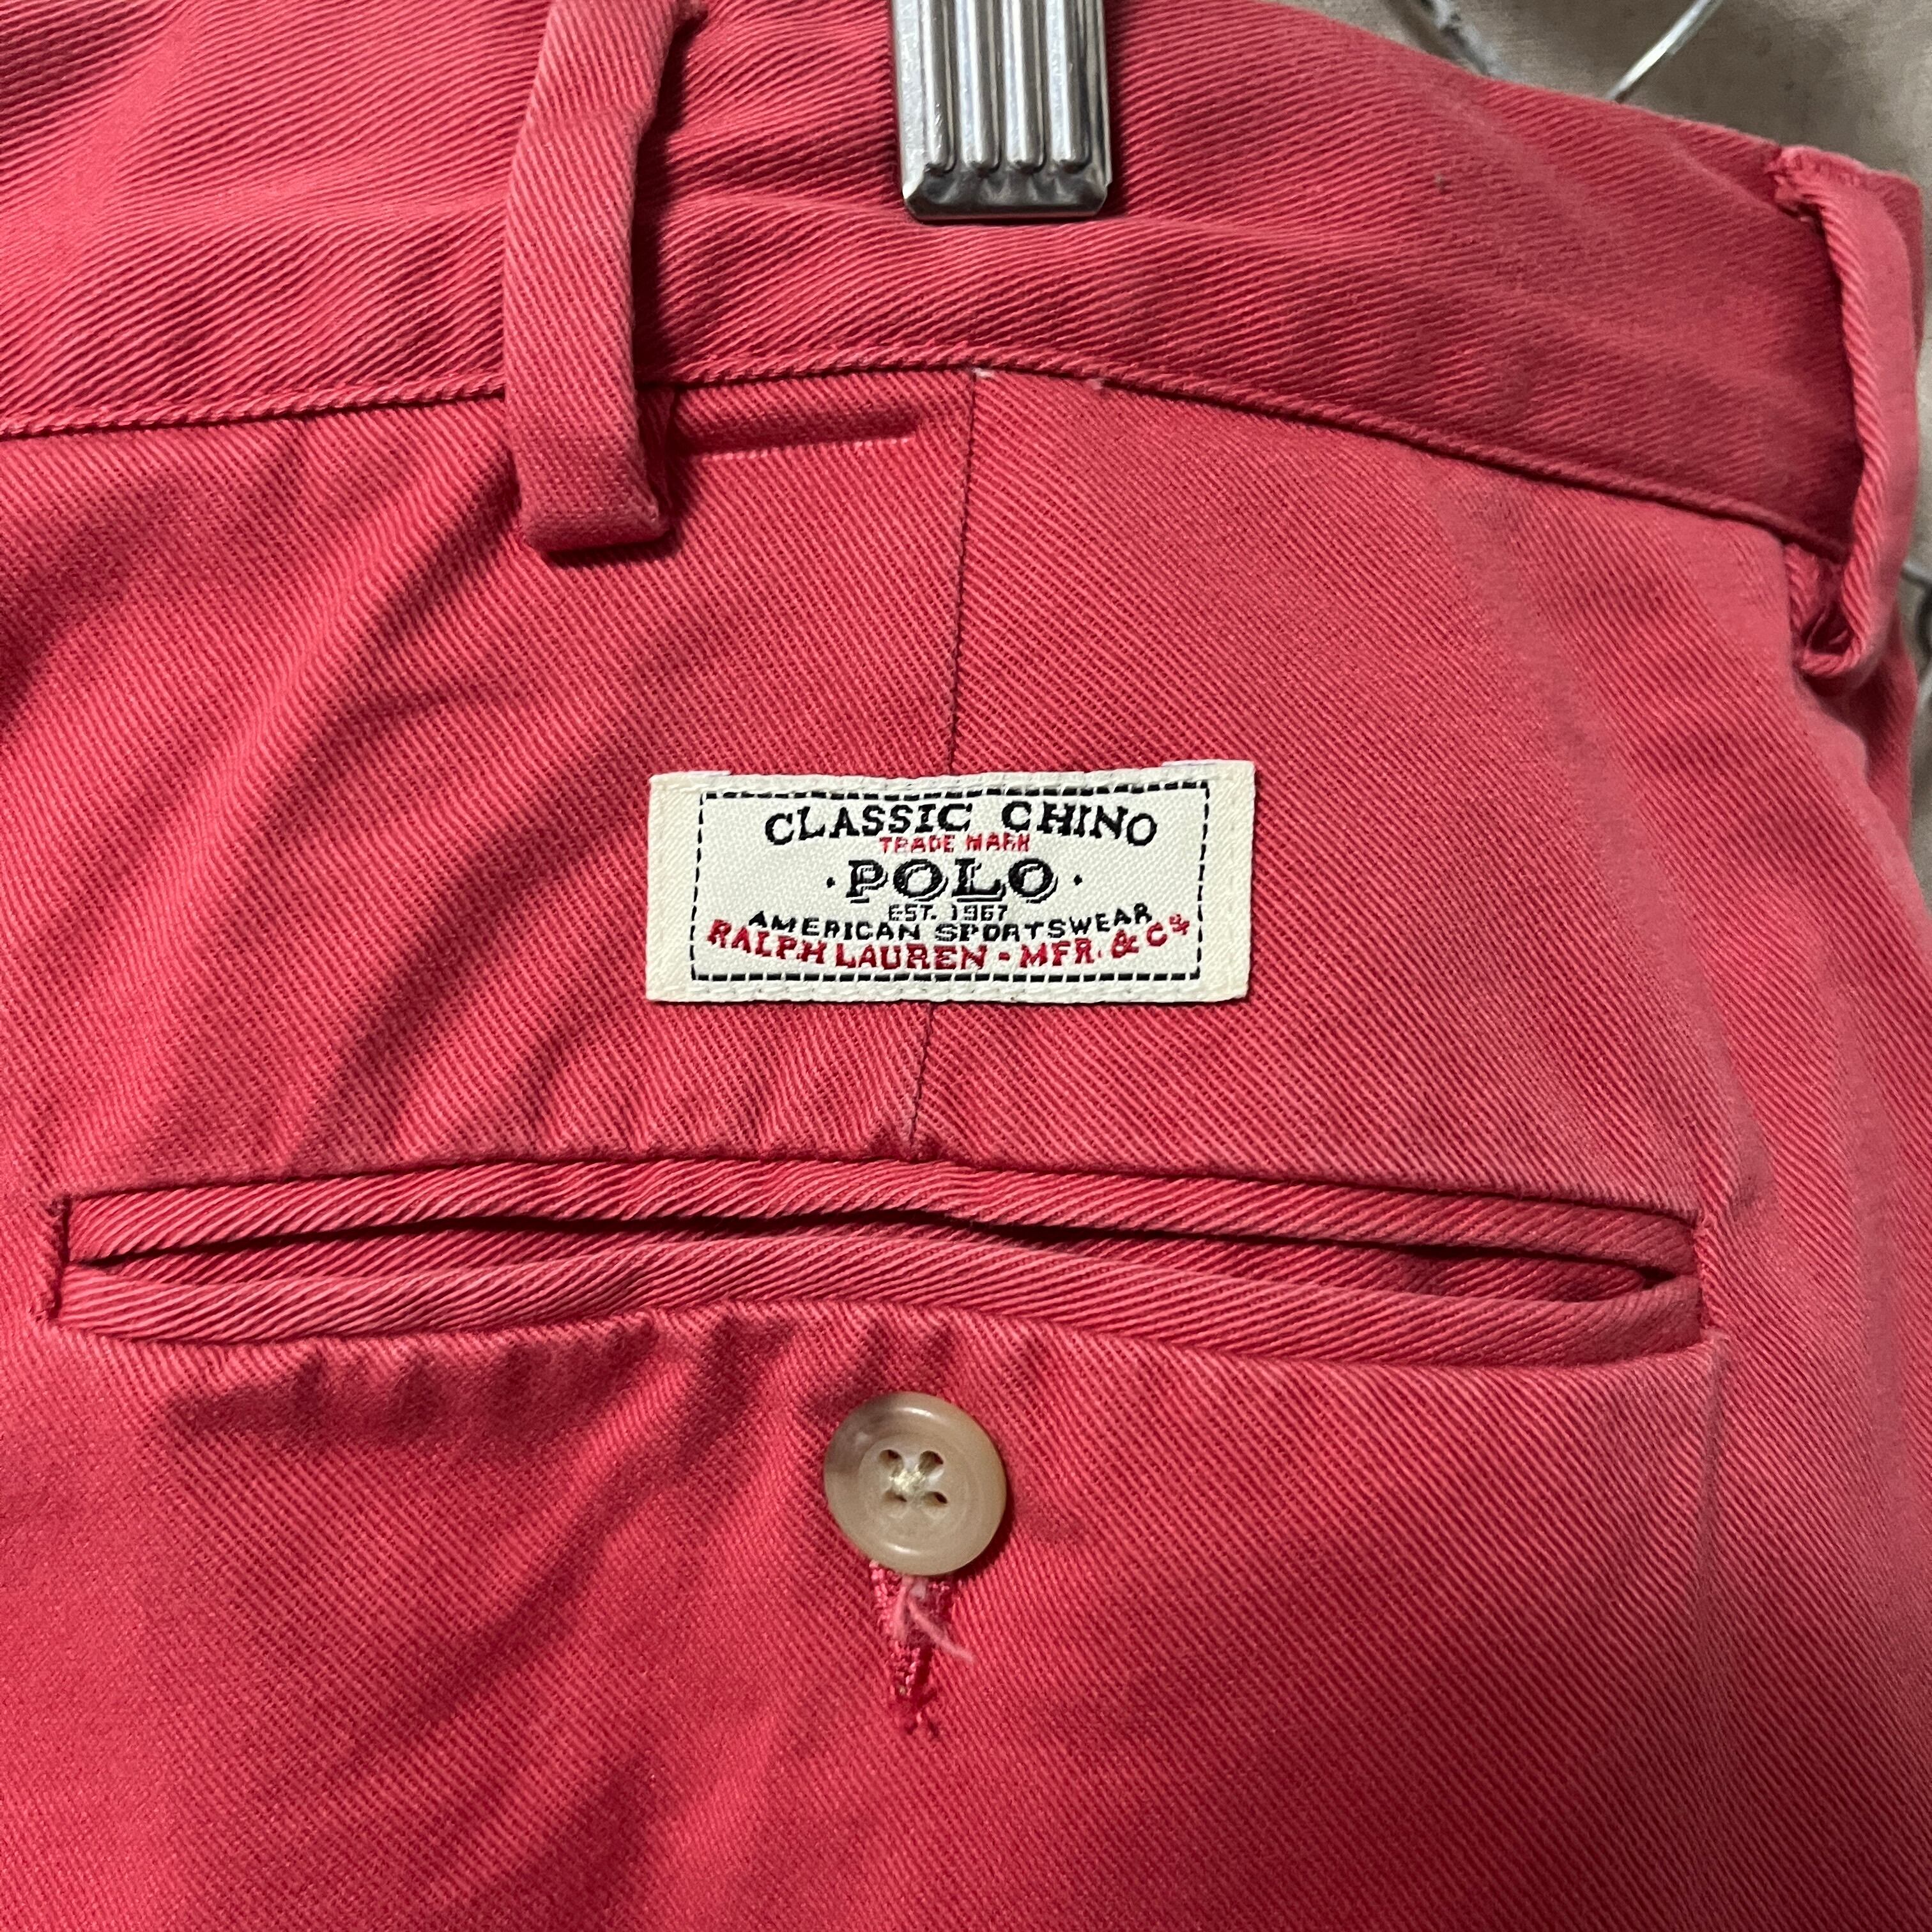 CLASSIC CHINO
TRADE MARK
· POLO ·
EST. 1967
AMERICAN SPORTSWEAR
RALPH LAUREN - MFR. & Co.